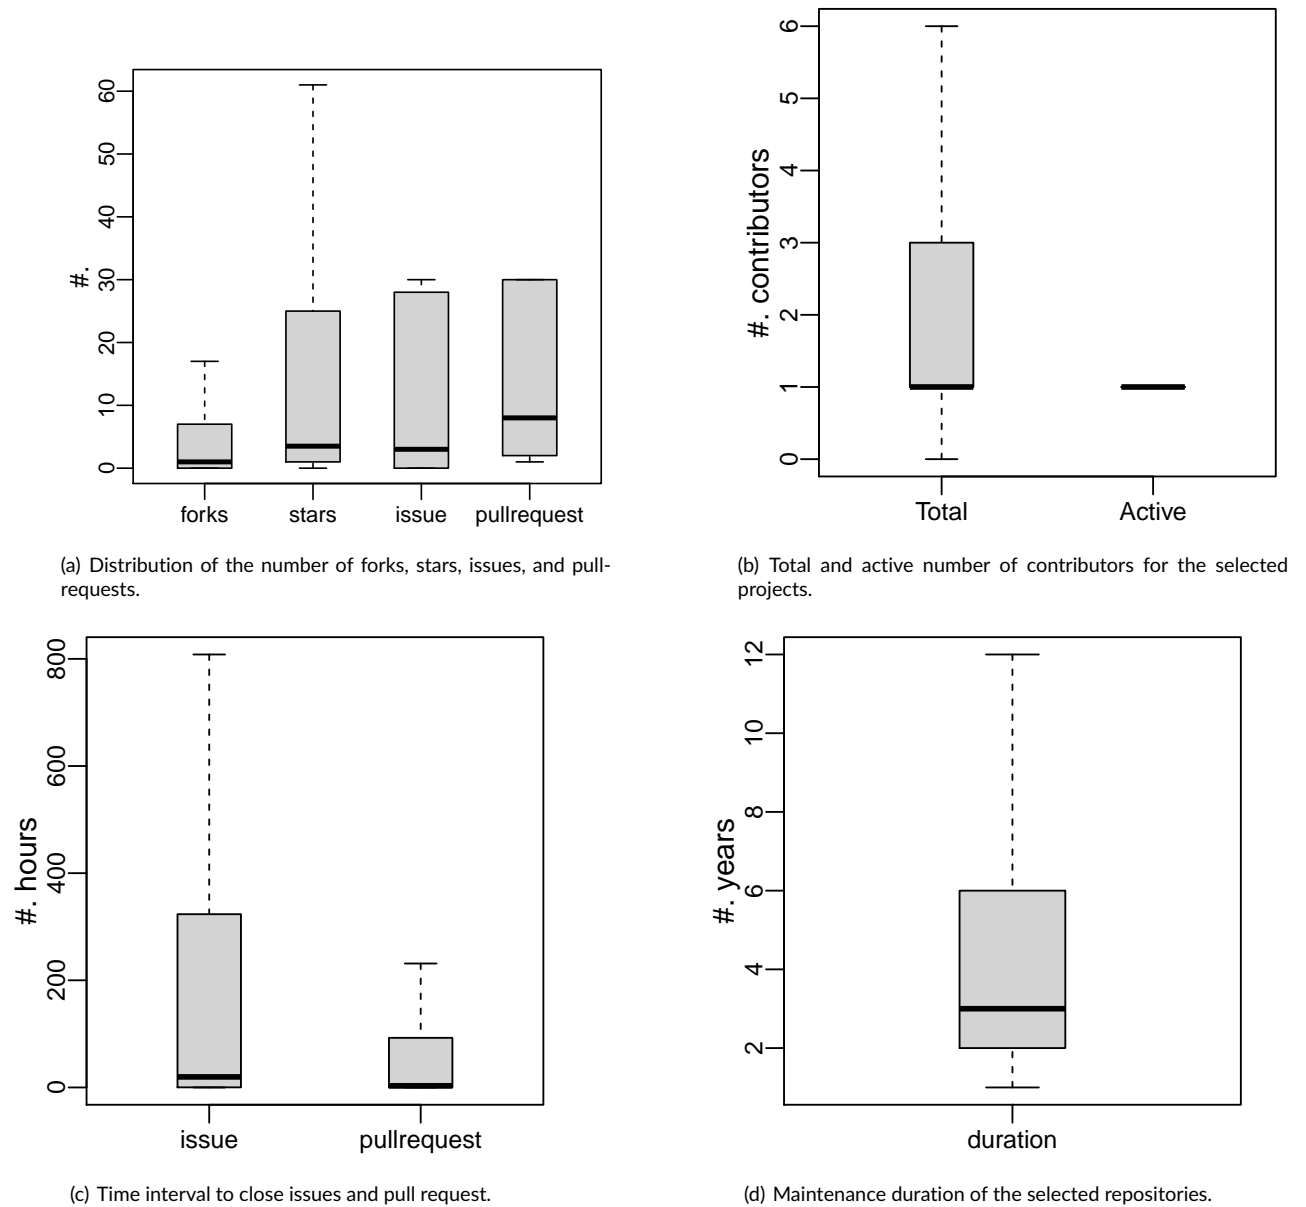 60
50
40
30
20
10
0
#.
forks stars issue pullrequest
(a) Distribution of the number of forks, stars, issues, and pull-
requests.
6
5
4
3
2
1
0
#. contributors
Total Active
(b) Total and active number of contributors for the selected
projects.
800
600
400
200
0
#. hours
issue pullrequest
(c) Time interval to close issues and pull request.
12
10
8
6
4
2
#. years
duration
(d) Maintenance duration of the selected repositories.